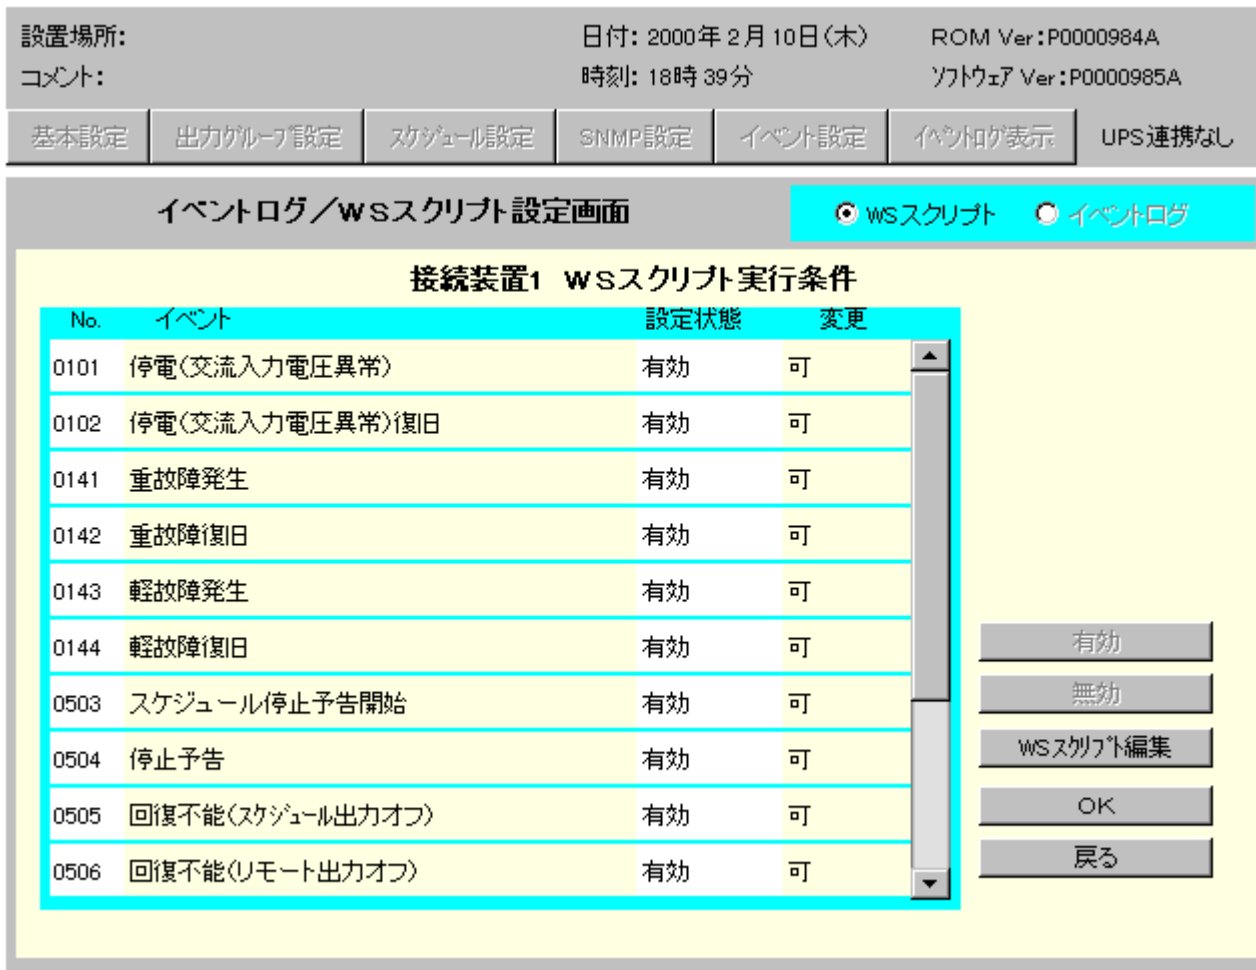 設置場所: 日付: 2000年 2月 10日(木) ROM Ver:P0000984A
コメント: 時刻: 18時 39分 ソフトウェア Ver:P0000985A
基本設定 出力グループ設定 スケジュール設定 SNMP設定 イベント設定 イベントログ表示 UPS連携なし
イベントログ/WSスクリプト設定画面 WSスクリプト イベントログ
接続装置1 WSスクリプト実行条件
No. イベント 設定状態 変更
0101 停電(交流入力電圧異常) 有効 可
0102 停電(交流入力電圧異常)復旧 有効 可
0141 重故障発生 有効 可
0142 重故障復旧 有効 可
0143 軽故障発生 有効 可
0144 軽故障復旧 有効 可
0503 スケジュール停止予告開始 有効 可
0504 停止予告 有効 可
0505 回復不能(スケジュール出力オフ) 有効 可
0506 回復不能(リモート出力オフ) 有効 可
有効
無効
WSスクリプト編集
OK
戻る